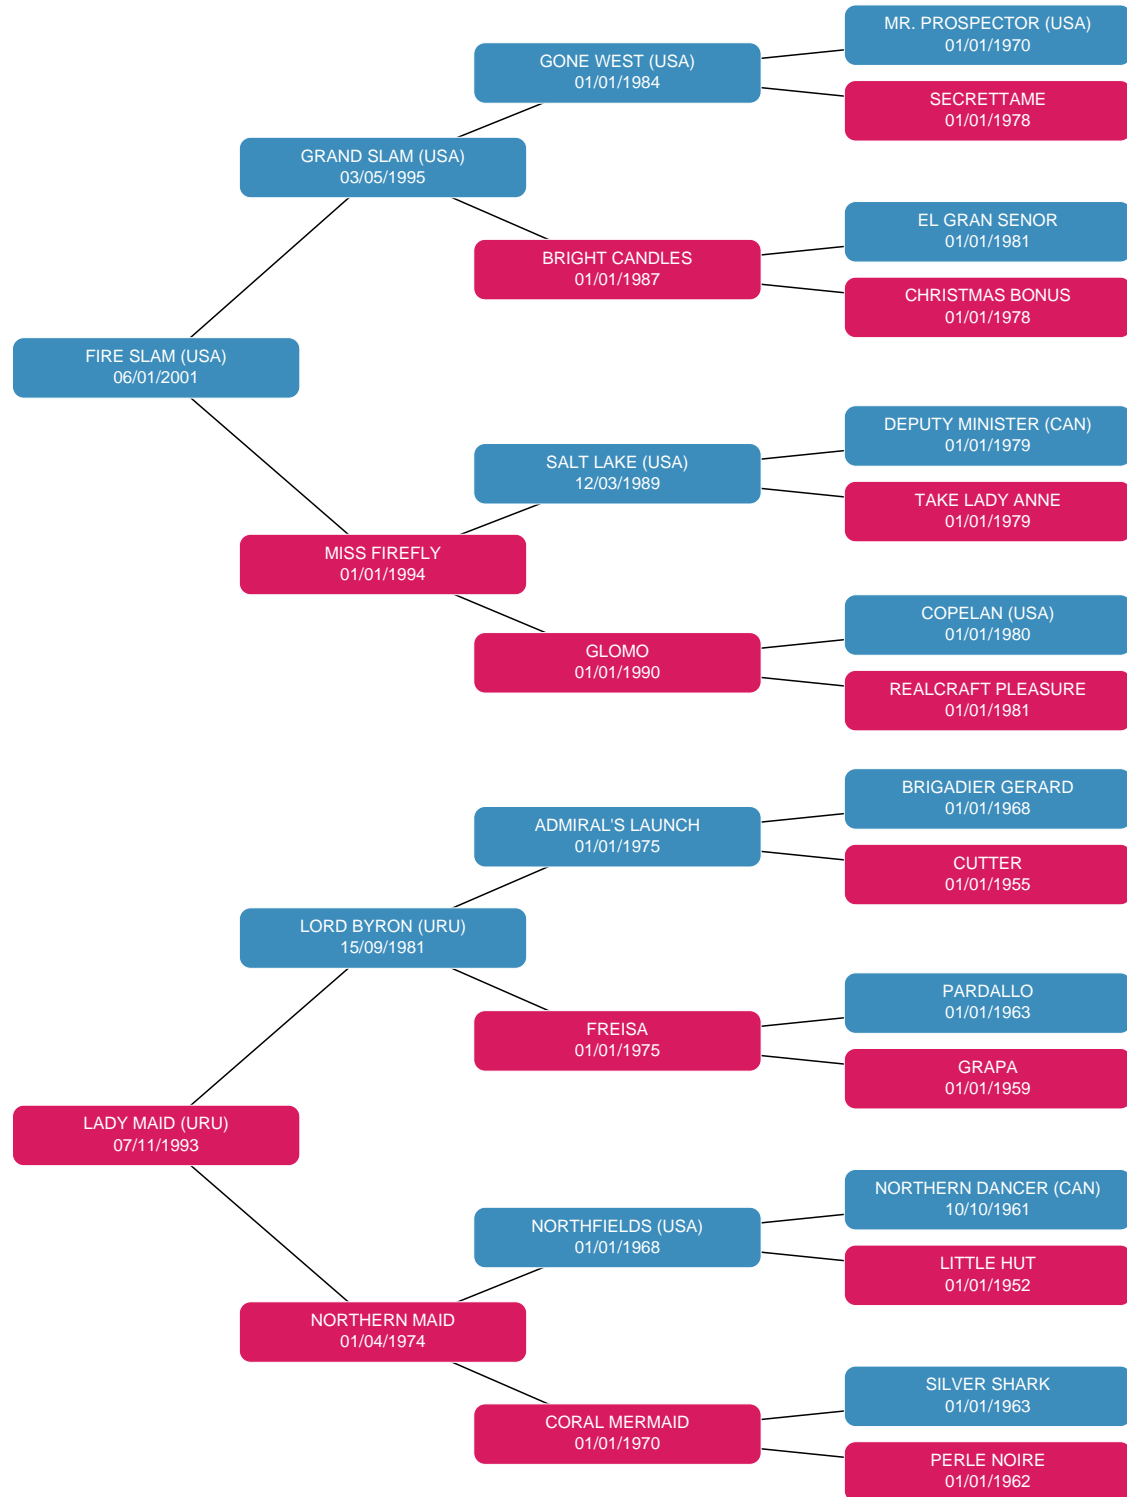 MR. PROSPECTOR (USA)
01/01/1970
GONE WEST (USA)
01/01/1984
SECRETTAME
01/01/1978
GRAND SLAM (USA)
03/05/1995
EL GRAN SENOR
01/01/1981
BRIGHT CANDLES
01/01/1987
CHRISTMAS BONUS
01/01/1978
FIRE SLAM (USA)
06/01/2001
DEPUTY MINISTER (CAN)
01/01/1979
SALT LAKE (USA)
12/03/1989
TAKE LADY ANNE
01/01/1979
MISS FIREFLY
01/01/1994
COPELAN (USA)
01/01/1980
GLOMO
01/01/1990
REALCRAFT PLEASURE
01/01/1981
BRIGADIER GERARD
01/01/1968
ADMIRAL'S LAUNCH
01/01/1975
CUTTER
01/01/1955
LORD BYRON (URU)
15/09/1981
PARDALLO
01/01/1963
FREISA
01/01/1975
GRAPA
01/01/1959
LADY MAID (URU)
07/11/1993
NORTHERN DANCER (CAN)
10/10/1961
NORTHFIELDS (USA)
01/01/1968
LITTLE HUT
01/01/1952
NORTHERN MAID
01/04/1974
SILVER SHARK
01/01/1963
CORAL MERMAID
01/01/1970
PERLE NOIRE
01/01/1962